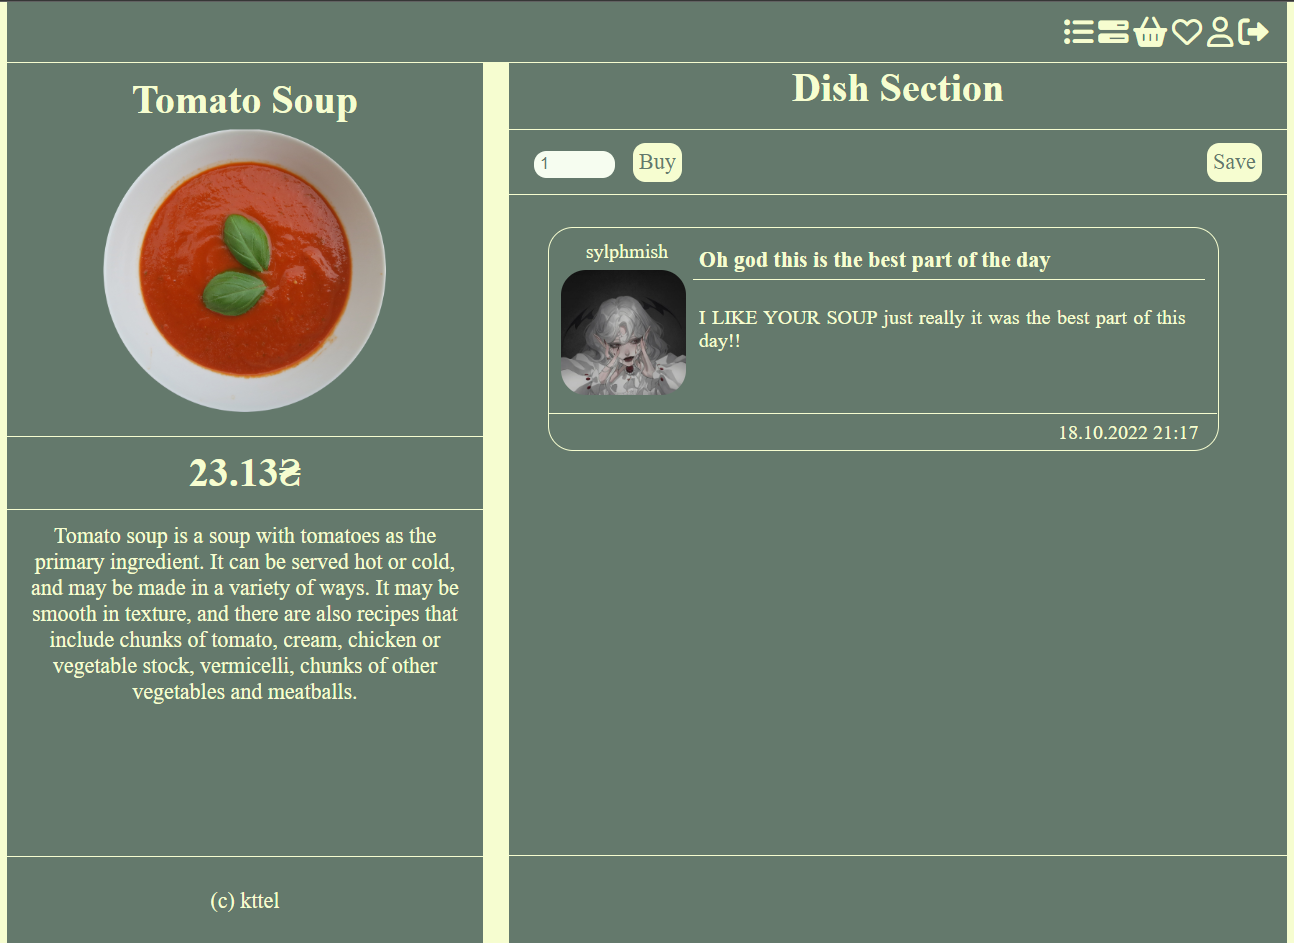 Tomato Soup
23.13₴
Tomato soup is a soup with tomatoes as the
primary ingredient. It can be served hot or cold,
and may be made in a variety of ways. It may be
smooth in texture, and there are also recipes that
include chunks of tomato, cream, chicken or
vegetable stock, vermicelli, chunks of other
vegetables and meatballs.
(c) kttel
Dish Section
1
Buy
Save
sylphmish
Oh god this is the best part of the day
I LIKE YOUR SOUP just really it was the best part of this
day!!
18.10.2022 21:17